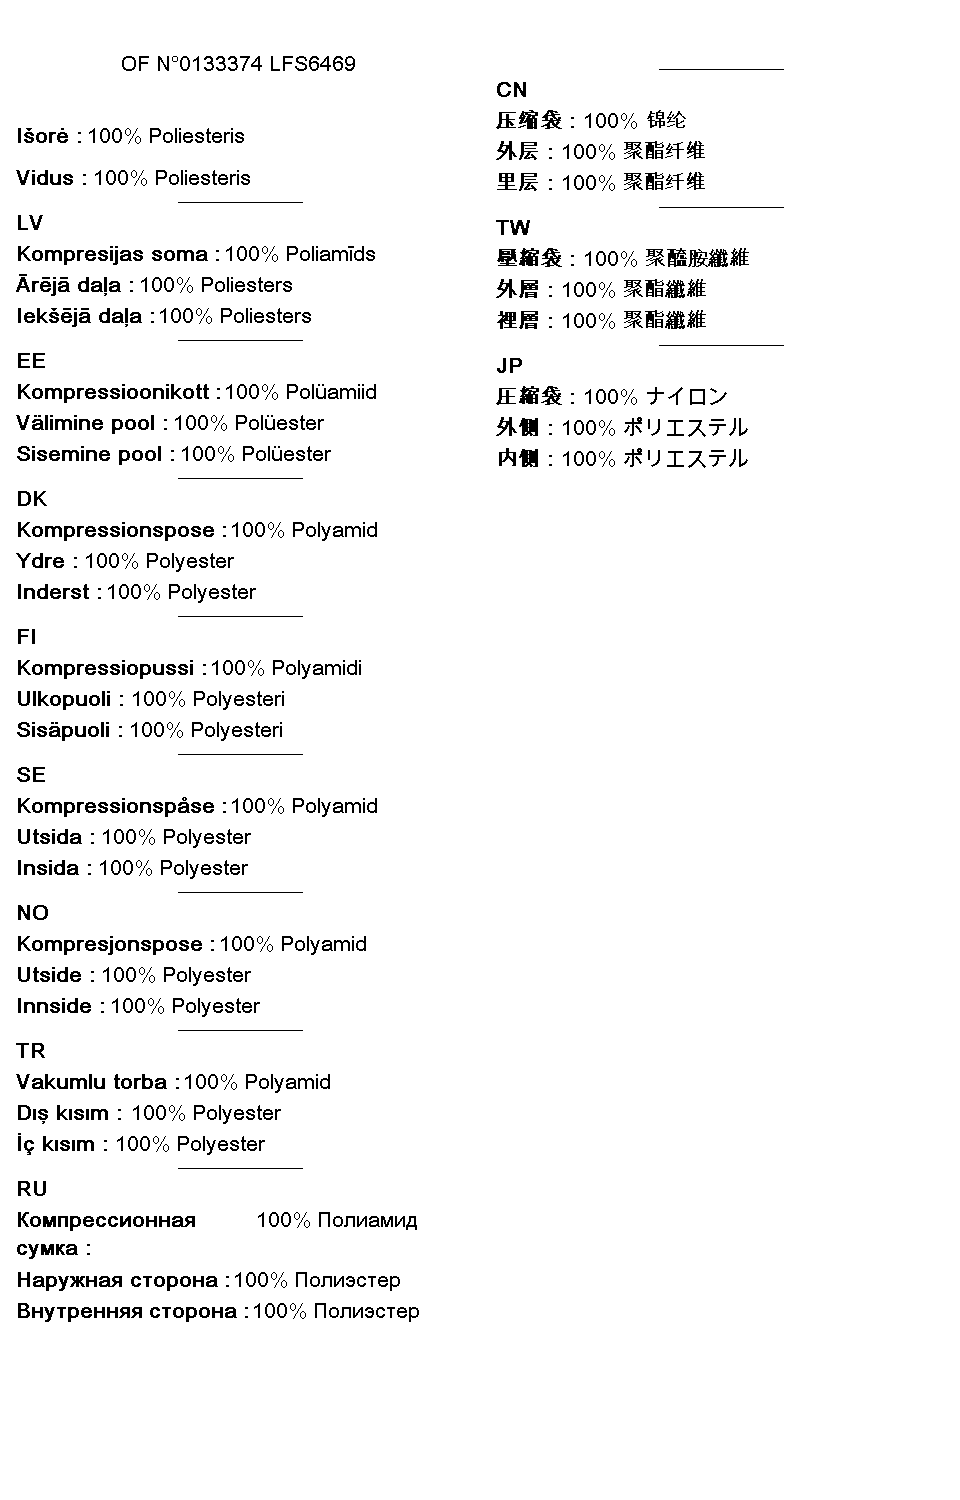 OF N°0133374 LFS6469
Išorė : 100% Poliesteris
Vidus : 100% Poliesteris
LV
Kompresijas soma : 100% Poliamīds
Ārējā daļa : 100% Poliesters
Iekšējā daļa : 100% Poliesters
EE
Kompressioonikott : 100% Polüamiid
Välimine pool : 100% Polüester
Sisemine pool : 100% Polüester
DK
Kompressionspose : 100% Polyamid
Ydre : 100% Polyester
Inderst : 100% Polyester
FI
Kompressiopussi : 100% Polyamidi
Ulkopuoli : 100% Polyesteri
Sisäpuoli : 100% Polyesteri
SE
Kompressionspåse : 100% Polyamid
Utsida : 100% Polyester
Insida : 100% Polyester
NO
Kompresjonspose : 100% Polyamid
Utside : 100% Polyester
Innside : 100% Polyester
TR
Vakumlu torba : 100% Polyamid
Dış kısım : 100% Polyester
İç kısım : 100% Polyester
RU
Компрессионная 100% Полиамид
сумка :
Наружная сторона : 100% Полиэстер
Внутренняя сторона : 100% Полиэстер
CN
压缩袋 : 100% 锦纶
外层 : 100% 聚酯纤维
里层 : 100% 聚酯纤维
TW
壓縮袋 : 100% 聚醯胺纖維
外層 : 100% 聚酯纖維
裡層 : 100% 聚酯纖維
JP
圧縮袋 : 100% ナイロン
外側 : 100% ポリエステル
内側 : 100% ポリエステル